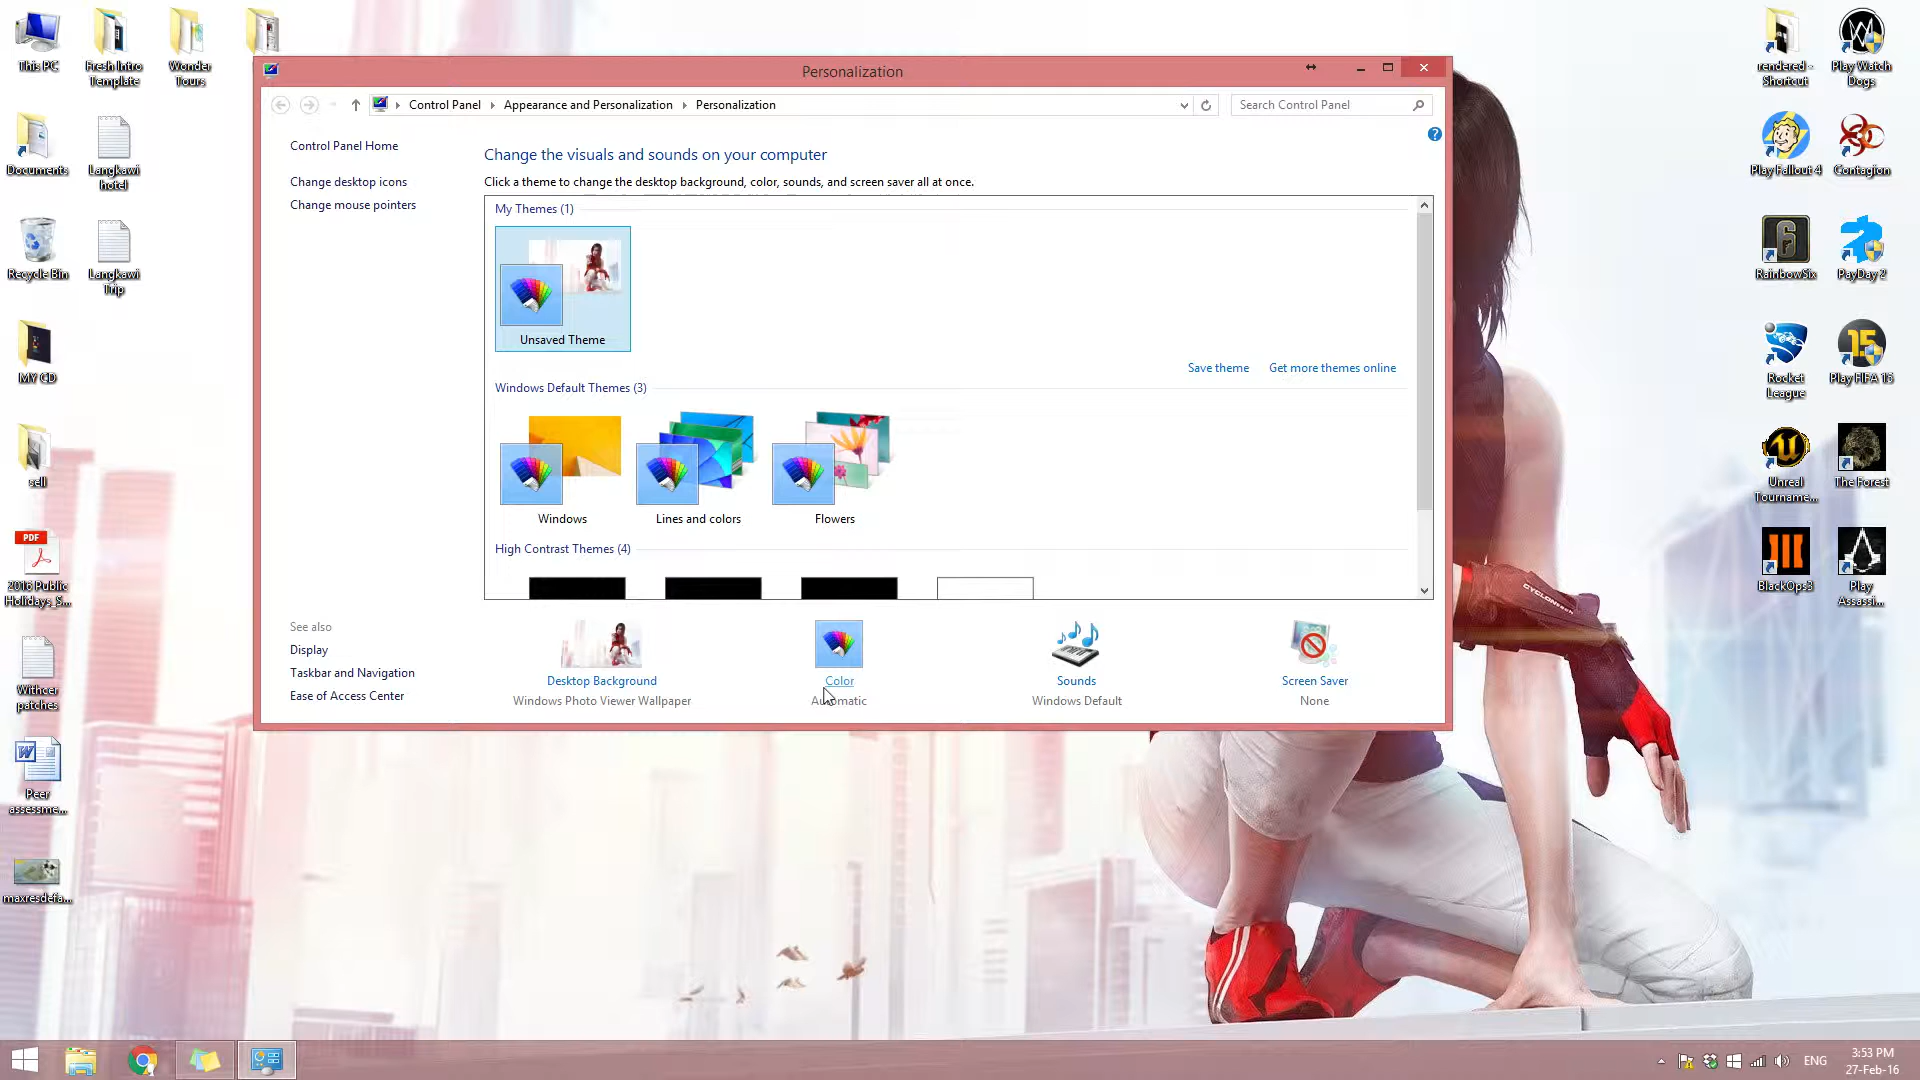 This PC
Fresh Intro
Template
Wonder
Tours
Documents
Langkawi
hotel
Recycle Bin
Langkawi
Trip
MY CD
sell
PDF
2016 Public
Holidays_S...
Withcer
patches
Peer
assessme...
maxresdefa...
Personalization
Control Panel
Appearance and Personalization
Personalization
Search Control Panel
Control Panel Home
Change desktop icons
Change mouse pointers
Change the visuals and sounds on your computer
Click a theme to change the desktop background, color, sounds, and screen saver all at once.
My Themes (1)
Unsaved Theme
Save theme
Get more themes online
Windows Default Themes (3)
Windows
Lines and colors
Flowers
High Contrast Themes (4)
See also
Display
Taskbar and Navigation
Ease of Access Center
Desktop Background
Windows Photo Viewer Wallpaper
Color
Automatic
Sounds
Windows Default
Screen Saver
None
rendered -
Shortcut
Play Watch
Dogs
Play Fallout 4
Contagion
6
RainbowSix
PayDay 2
Rocket
League
15
Play FIFA 15
Unreal
Tourname...
The Forest
III
BlackOps3
Play
Assassi...
ENG
3:53 PM
27-Feb-16